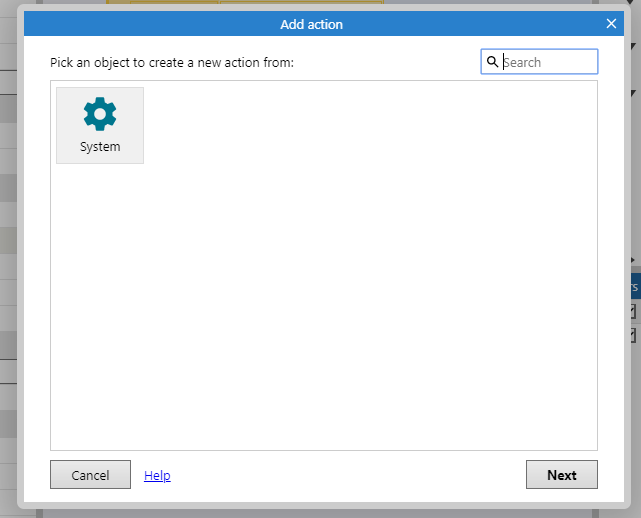 Add action
Pick an object to create a new action from:
Search
System
Cancel
Help
Next